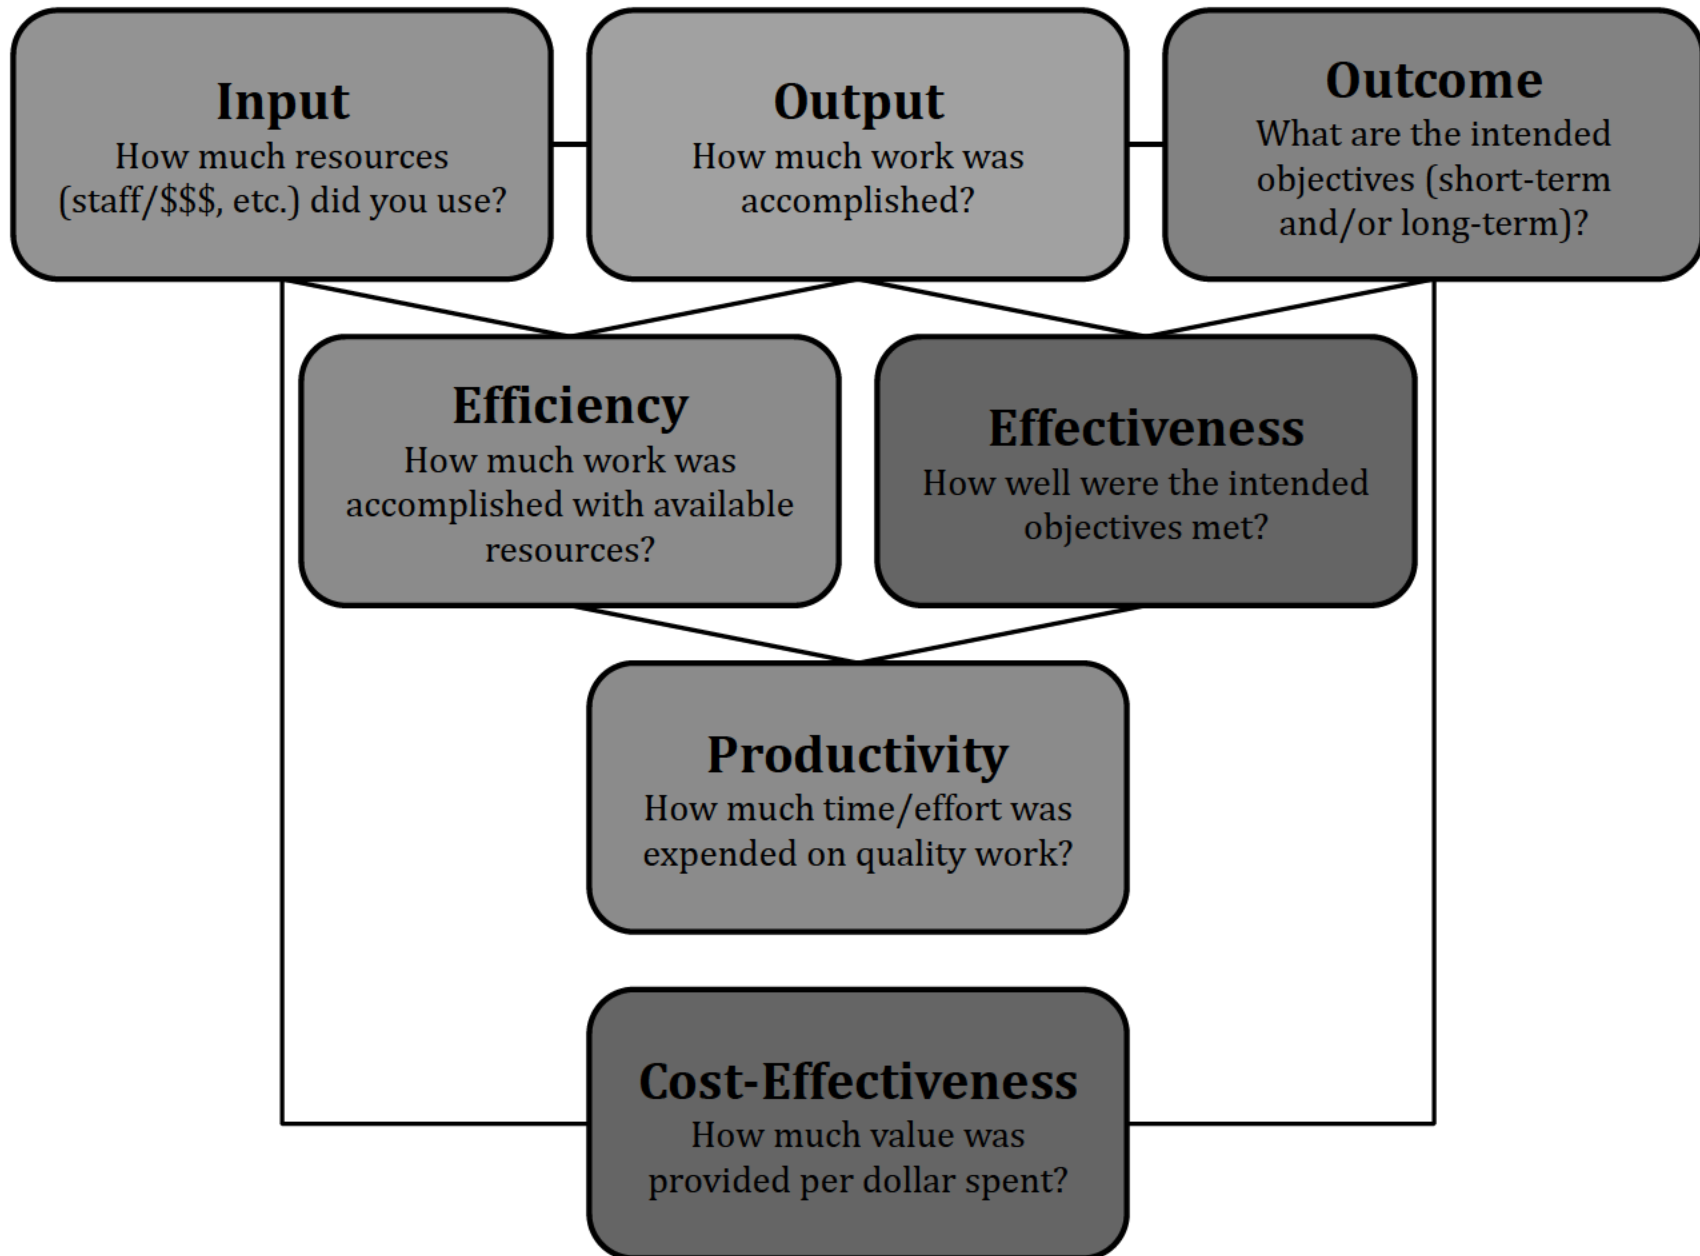 Input
How much resources
(staff/$$$, etc.) did you use?
Output
How much work was
accomplished?
Outcome
What are the intended
objectives (short-term
and/or long-term)?
Efficiency
How much work was
accomplished with available
resources?
Effectiveness
How well were the intended
objectives met?
Productivity
How much time/effort was
expended on quality work?
Cost-Effectiveness
How much value was
provided per dollar spent?